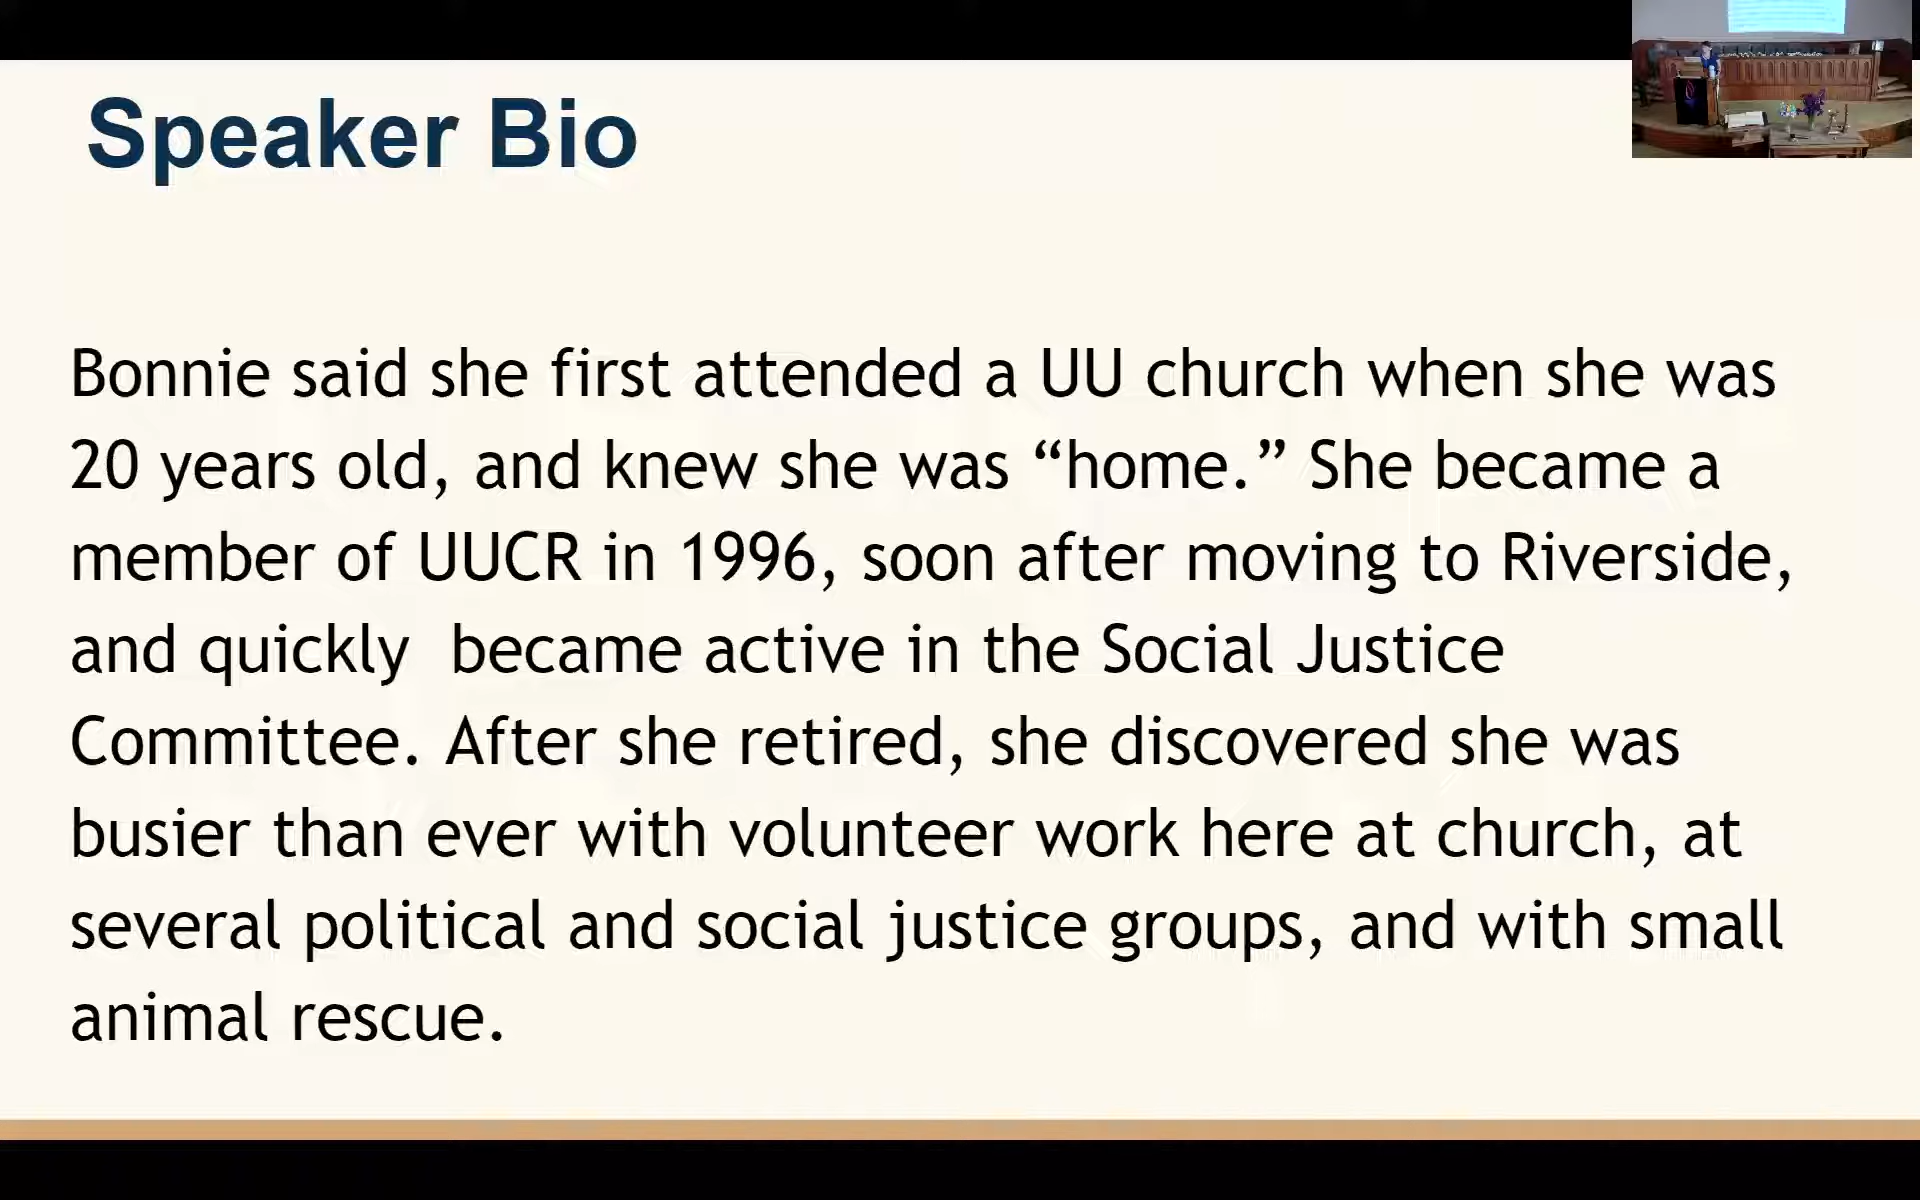 Speaker Bio
Bonnie said she first attended a UU church when she was
20 years old, and knew she was “home.” She became a
member of UUCR in 1996, soon after moving to Riverside,
and quickly  became active in the Social Justice
Committee. After she retired, she discovered she was
busier than ever with volunteer work here at church, at
several political and social justice groups, and with small
animal rescue.